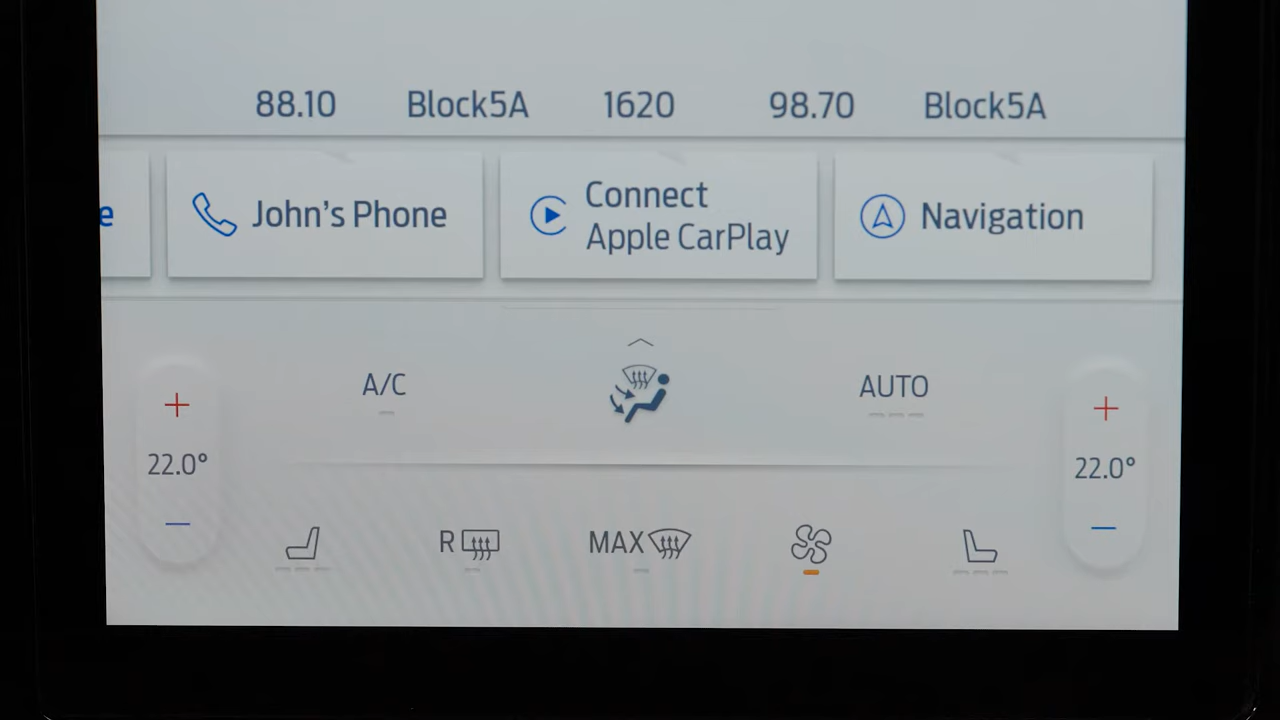 88.10 Block5A 1620 98.70 Block5A
e
John's Phone
Connect
Apple CarPlay
Navigation
A/C
AUTO
22.0°
22.0°
R
MAX